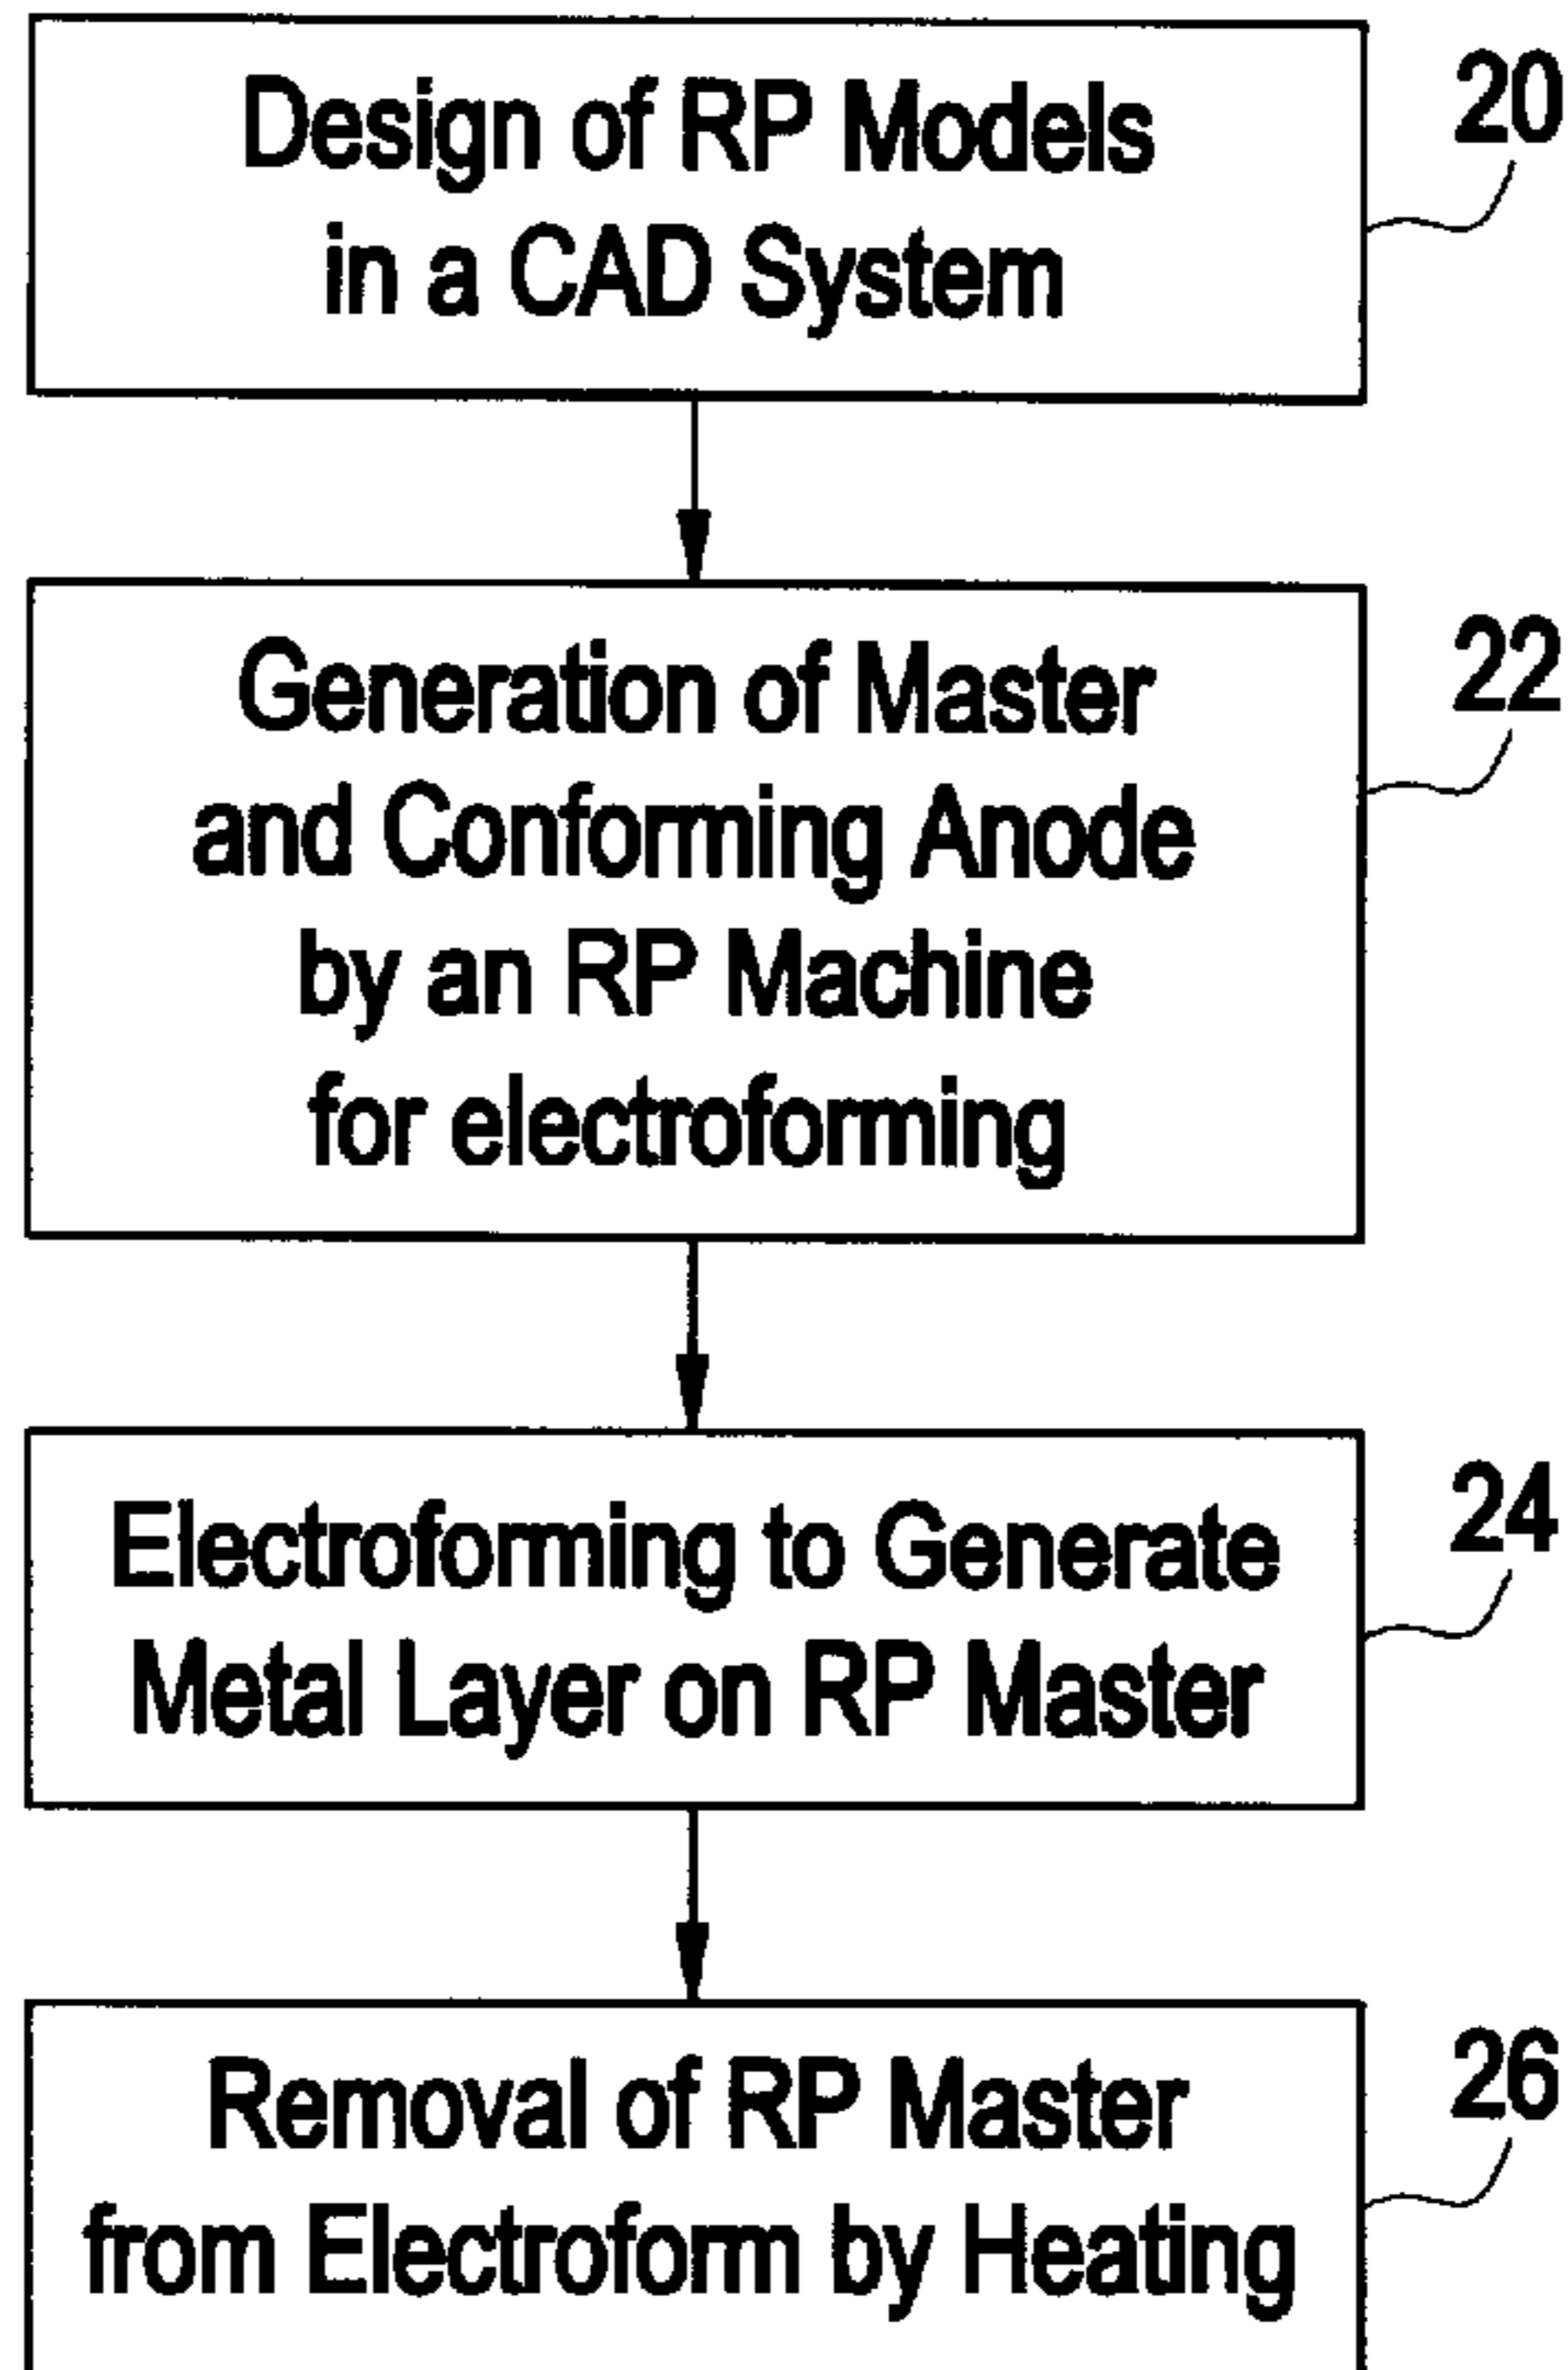 Design of RP Models
in a CAD System
20
Generation of Master
and Conforming Anode
by an RP Machine
for electroforming
22
Electroforming to Generate
Metal Layer on RP Master
24
Removal of RP Master
from Electroform by Heating
26